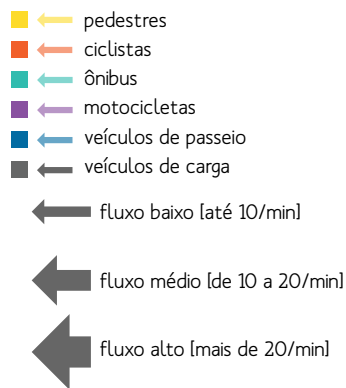 pedestres
ciclistas
ônibus
motocicletas
veículos de passeio
veículos de carga
fluxo baixo [até 10/min]
fluxo médio [de 10 a 20/min]
fluxo alto [mais de 20/min]